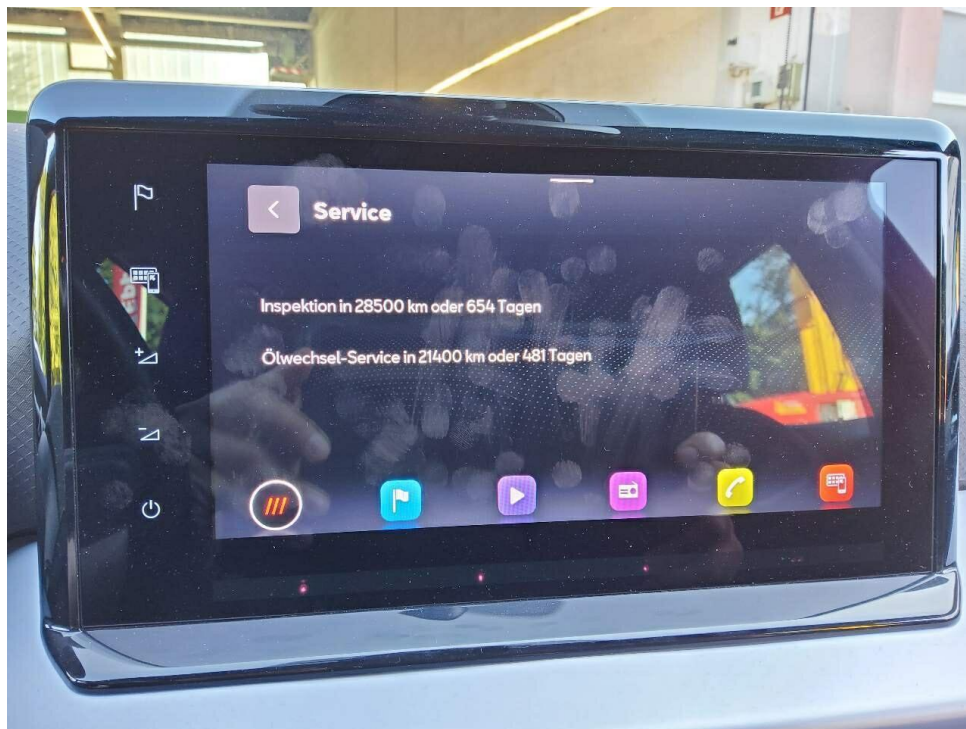 Service
Inspektion in 28500 km oder 654 Tagen
Ölwechsel-Service in 21400 km oder 481 Tagen